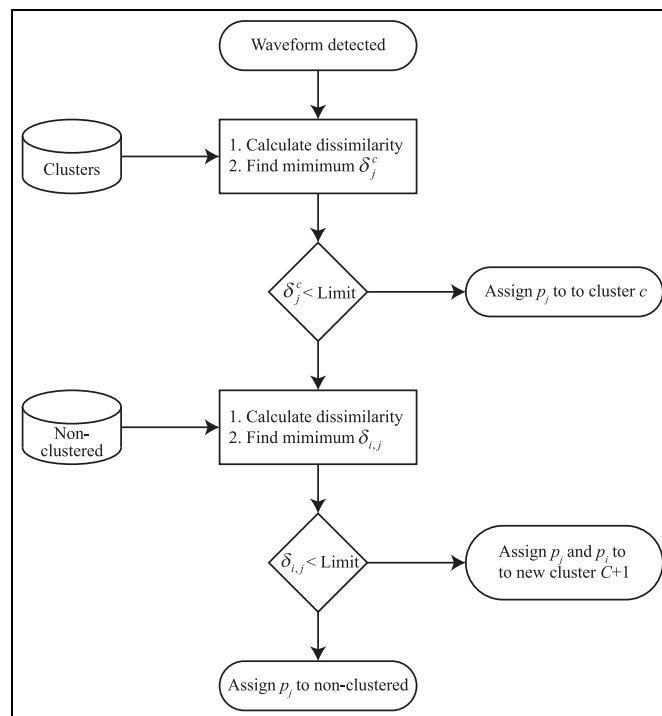 Waveform detected
Clusters
1. Calculate dissimilarity
2. Find mimimum δ_j^c
δ_j^c < Limit
Assign p_j to to cluster c
Non-
clustered
1. Calculate dissimilarity
2. Find mimimum δ_{i,j}
δ_{i,j} < Limit
Assign p_j and p_i to
to new cluster C+1
Assign p_j to non-clustered